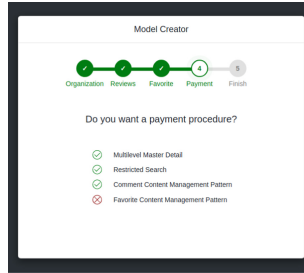 Model Creator
4 5
Organization Reviews Favorite Payment Finish
Do you want a payment procedure?
Multilevel Master Detail
Restricted Search
Comment Content Management Pattern
Favorite Content Management Pattern